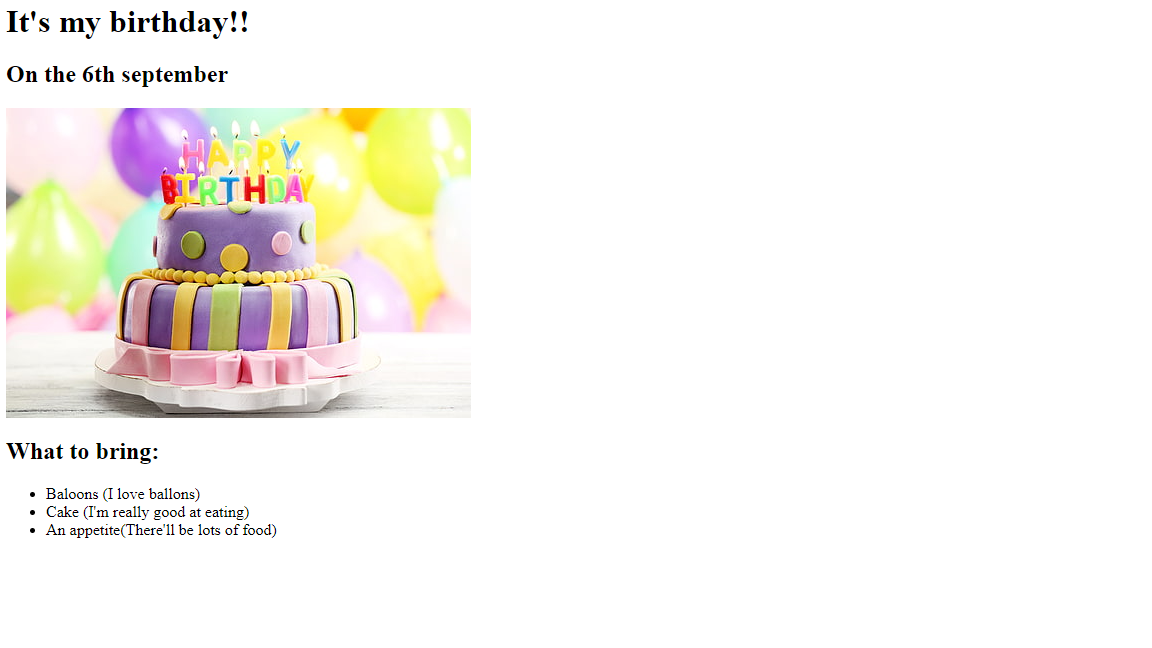 It's my birthday!!
On the 6th september
HAPPY
BIRTHDAY
What to bring:
Baloons (I love ballons)
Cake (I'm really good at eating)
An appetite(There'll be lots of food)